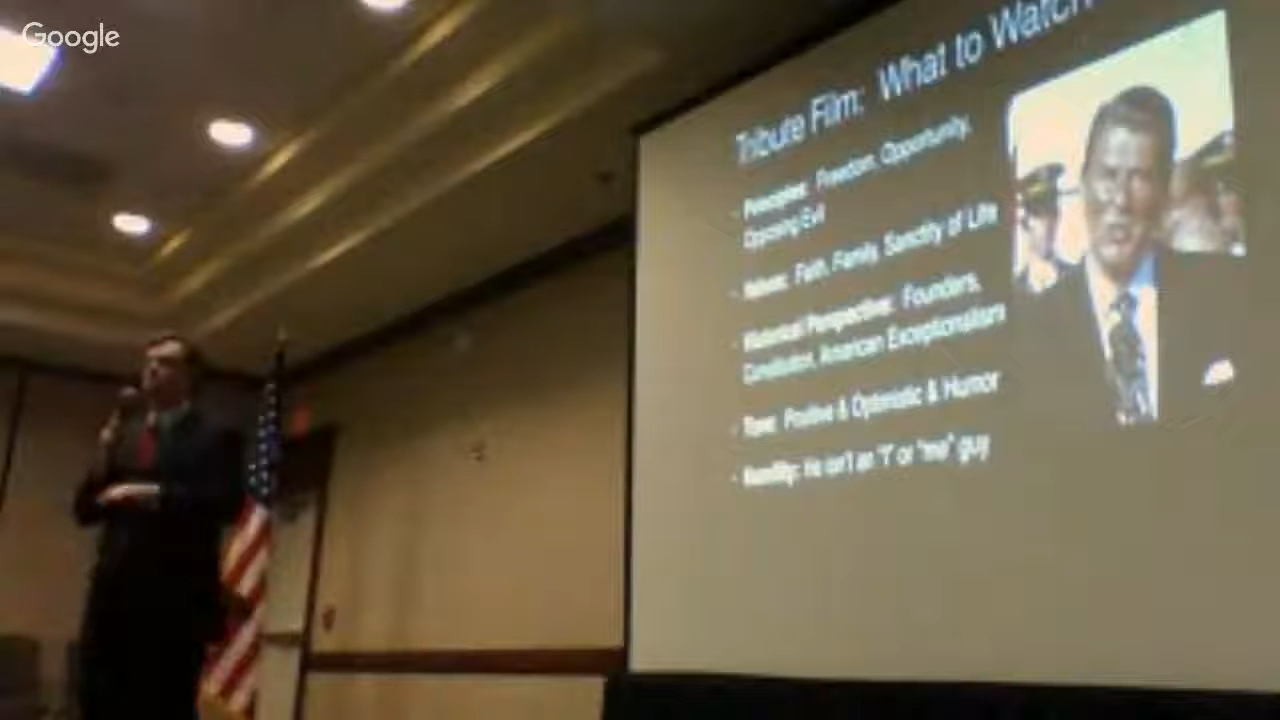 Google
Tribute Film: What to Watch
Principles: Freedom, Opportunity,
Opposing Evil
Values: Faith, Family, Sanctity of Life
Historical Perspective: Founders,
Constitution, American Exceptionalism
Tone: Positive & Optimistic & Humor
Humility: He isn't an "I" or "me" guy